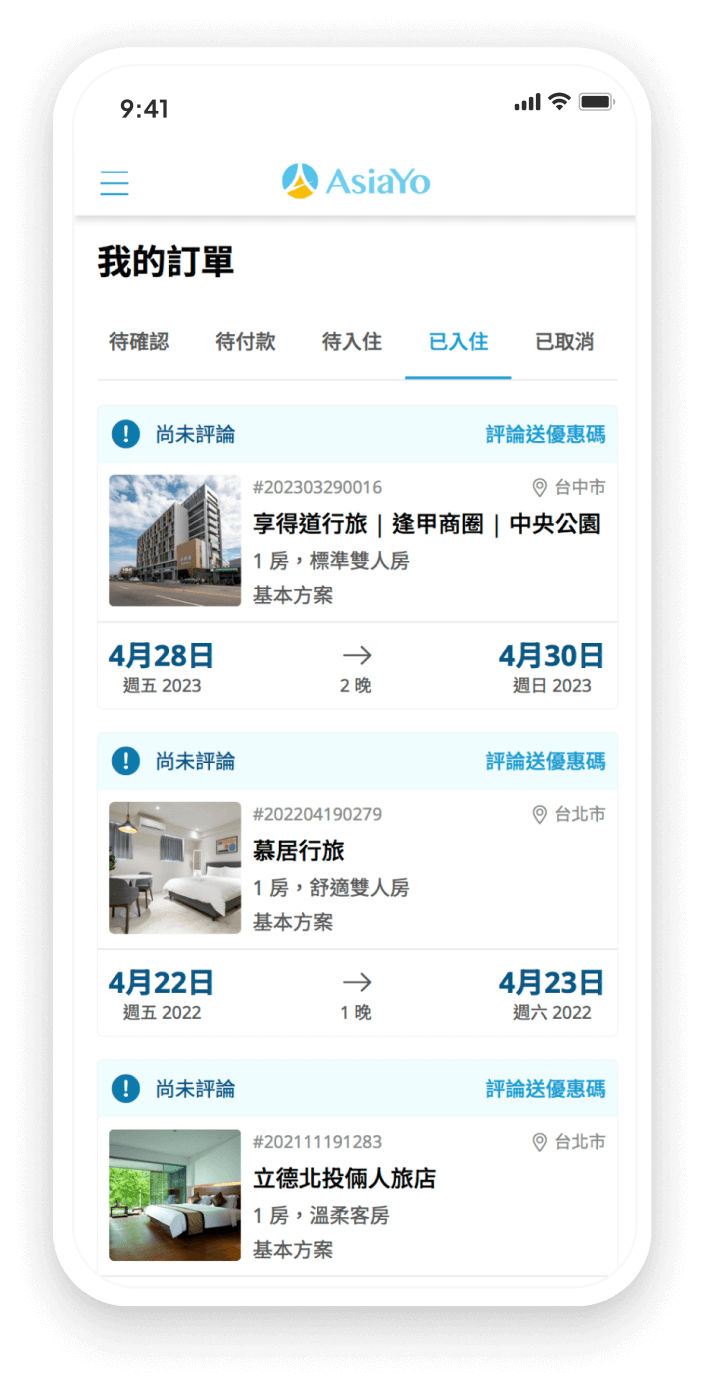 9:41
AsiaYo
我的訂單
待確認 待付款 待入住 已入住 已取消
尚未評論 評論送優惠碼
#202303290016 台中市
享得道行旅 | 逢甲商圈 | 中央公園
1 房，標準雙人房
基本方案
4月28日 → 4月30日
週五 2023 2 晚 週日 2023
尚未評論 評論送優惠碼
#202204190279 台北市
慕居行旅
1 房，舒適雙人房
基本方案
4月22日 → 4月23日
週五 2022 1 晚 週六 2022
尚未評論 評論送優惠碼
#202111191283 台北市
立德北投倆人旅店
1 房，溫柔客房
基本方案